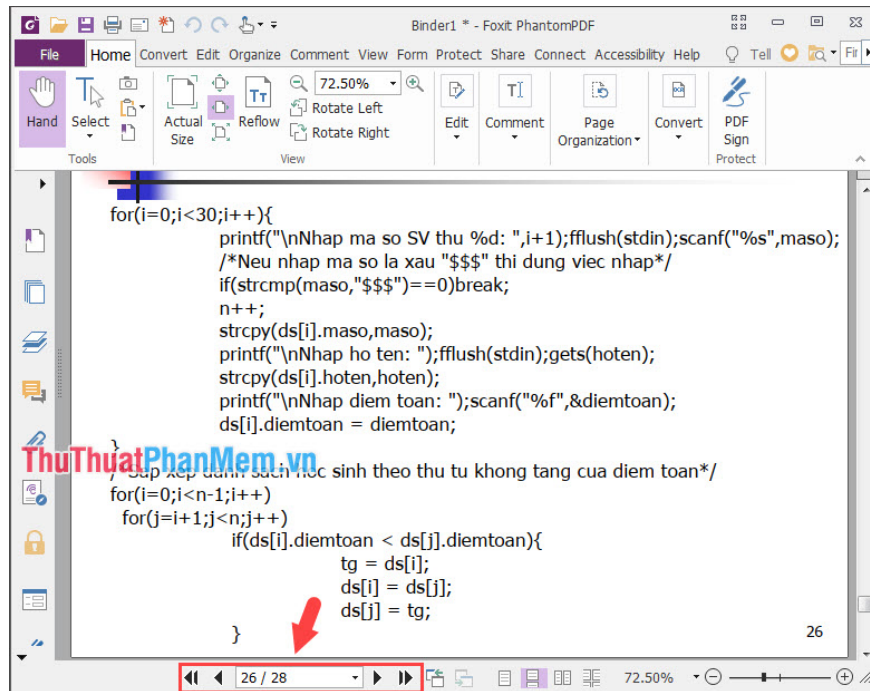 Binder1 * - Foxit PhantomPDF
File Home Convert Edit Organize Comment View Form Protect Share Connect Accessibility Help Tell
Hand
Select
Actual Size
Reflow
72.50%
Rotate Left
Rotate Right
Edit
Comment
Page Organization
Convert
PDF Sign
Tools
View
Protect
for(i=0;i<30;i++){
printf("\nNhap ma so SV thu %d: ",i+1);fflush(stdin);scanf("%s",maso);
/*Neu nhap ma so la xau "$$$" thi dung viec nhap*/
if(strcmp(maso,"$$$")==0)break;
n++;
strcpy(ds[i].maso,maso);
printf("\nNhap ho ten: ");fflush(stdin);gets(hoten);
strcpy(ds[i].hoten,hoten);
printf("\nNhap diem toan: ");scanf("%f",&diemtoan);
ds[i].diemtoan = diemtoan;
}
ThuThuatPhanMem.vn
/*Sap xep danh sach hoc sinh theo thu tu khong tang cua diem toan*/
for(i=0;i<n-1;i++)
for(j=i+1;j<n;j++)
if(ds[i].diemtoan < ds[j].diemtoan){
tg = ds[i];
ds[i] = ds[j];
ds[j] = tg;
}
26
26 / 28
72.50%